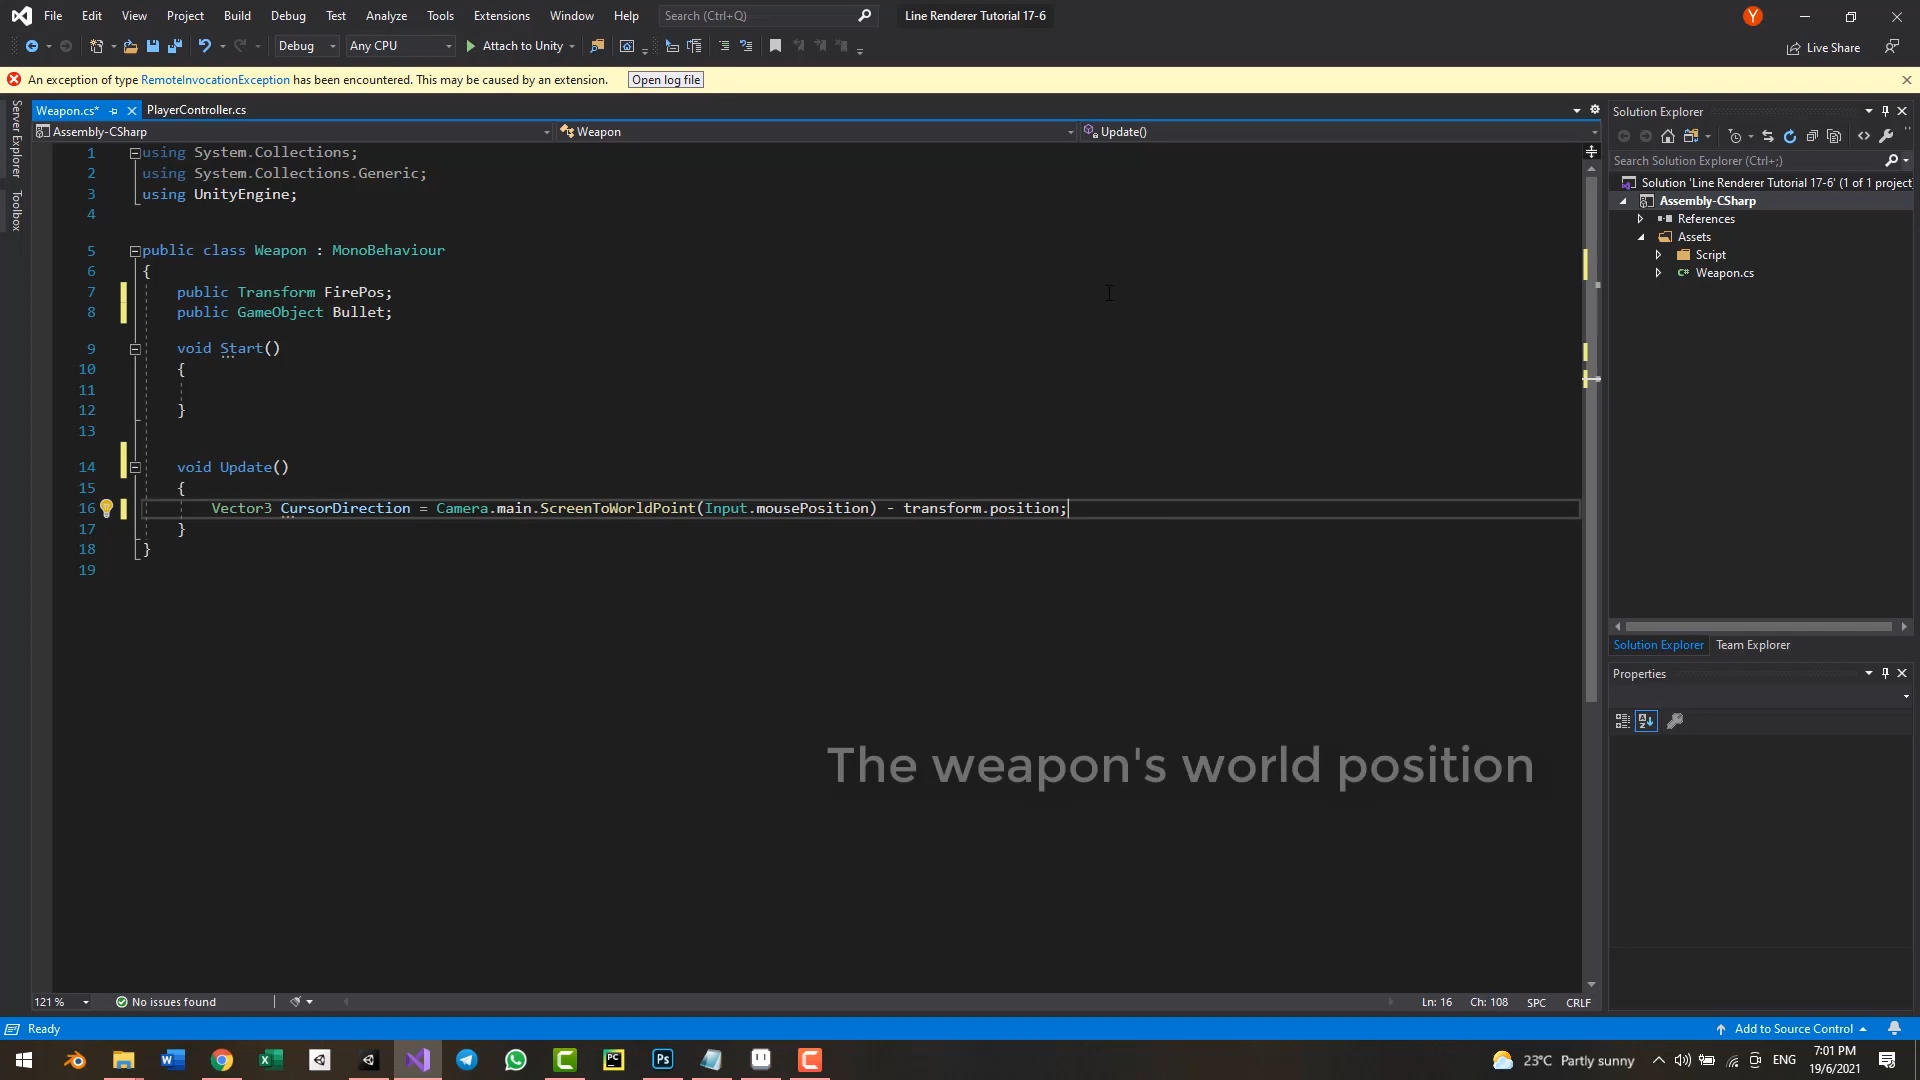 File Edit View Project Build Debug Test Analyze Tools Extensions Window Help Search (Ctrl+Q) Line Renderer Tutorial 17-6 Y
Debug Any CPU Attach to Unity Live Share
An exception of type RemoteInvocationException has been encountered. This may be caused by an extension. Open log file
Server Explorer
Toolbox
Weapon.cs* PlayerController.cs
Assembly-CSharp Weapon Update()
1 using System.Collections;
2 using System.Collections.Generic;
3 using UnityEngine;
4
5 public class Weapon : MonoBehaviour
6 {
7 public Transform FirePos;
8 public GameObject Bullet;
9 void Start()
10 {
11
12 }
13
14 void Update()
15 {
16 Vector3 CursorDirection = Camera.main.ScreenToWorldPoint(Input.mousePosition) - transform.position;
17 }
18 }
19
The weapon's world position
121 % No issues found Ln: 16 Ch: 108 SPC CRLF
Solution Explorer
Search Solution Explorer (Ctrl+;)
Solution 'Line Renderer Tutorial 17-6' (1 of 1 project
Assembly-CSharp
References
Assets
Script
C# Weapon.cs
Solution Explorer Team Explorer
Properties
Ready Add to Source Control
23°C Partly sunny ENG 7:01 PM
19/6/2021